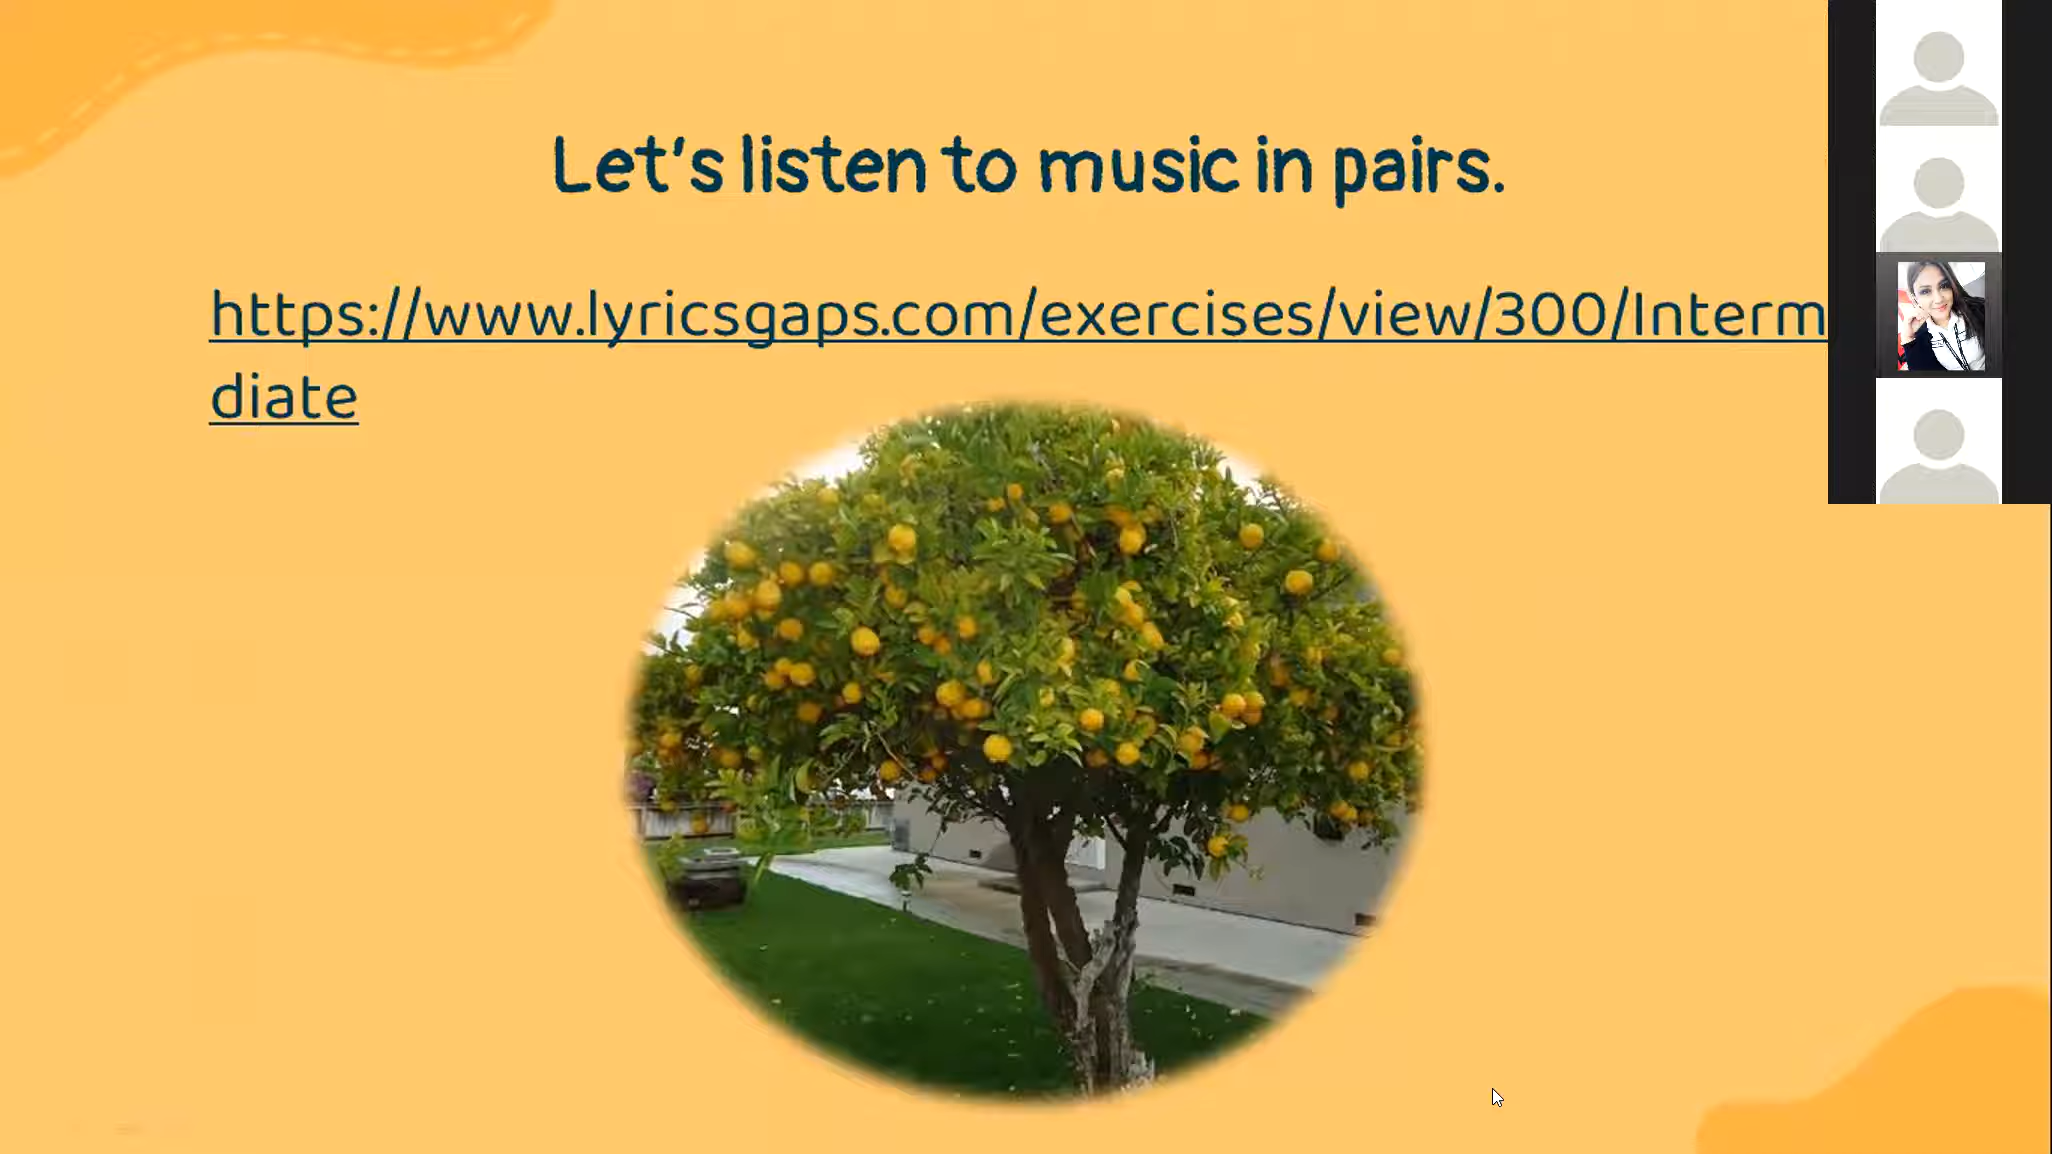 Let's listen to music in pairs.
https://www.lyricsgaps.com/exercises/view/300/Interm
diate